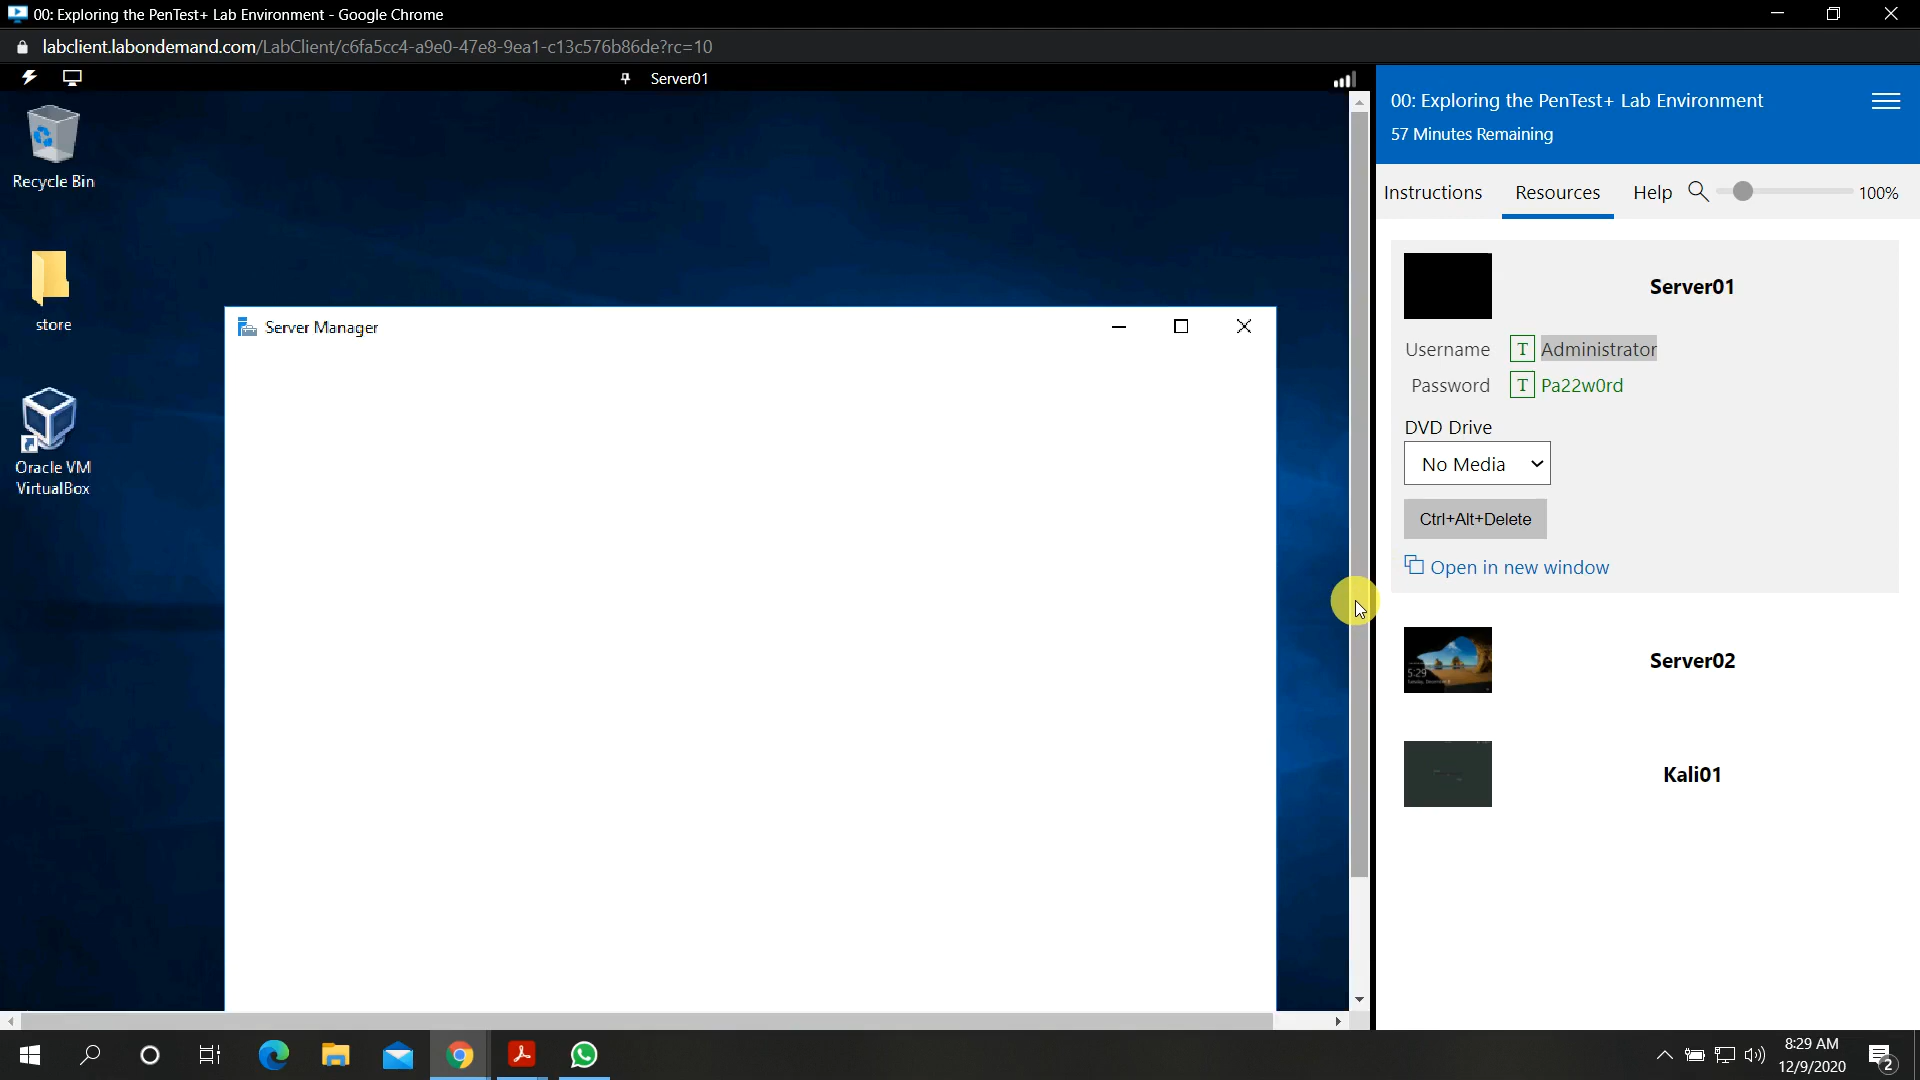 00: Exploring the PenTest+ Lab Environment - Google Chrome
labclient.labondemand.com/LabClient/c6fa5cc4-a9e0-47e8-9ea1-c13c576b86de?rc=10
Server01
Recycle Bin
store
Oracle VM
VirtualBox
Server Manager
00: Exploring the PenTest+ Lab Environment
57 Minutes Remaining
Instructions Resources Help 100%
Server01
Username T Administrator
Password T Pa22w0rd
DVD Drive
No Media
Ctrl+Alt+Delete
Open in new window
5:29
Server02
Kali01
8:29 AM
12/9/2020
2